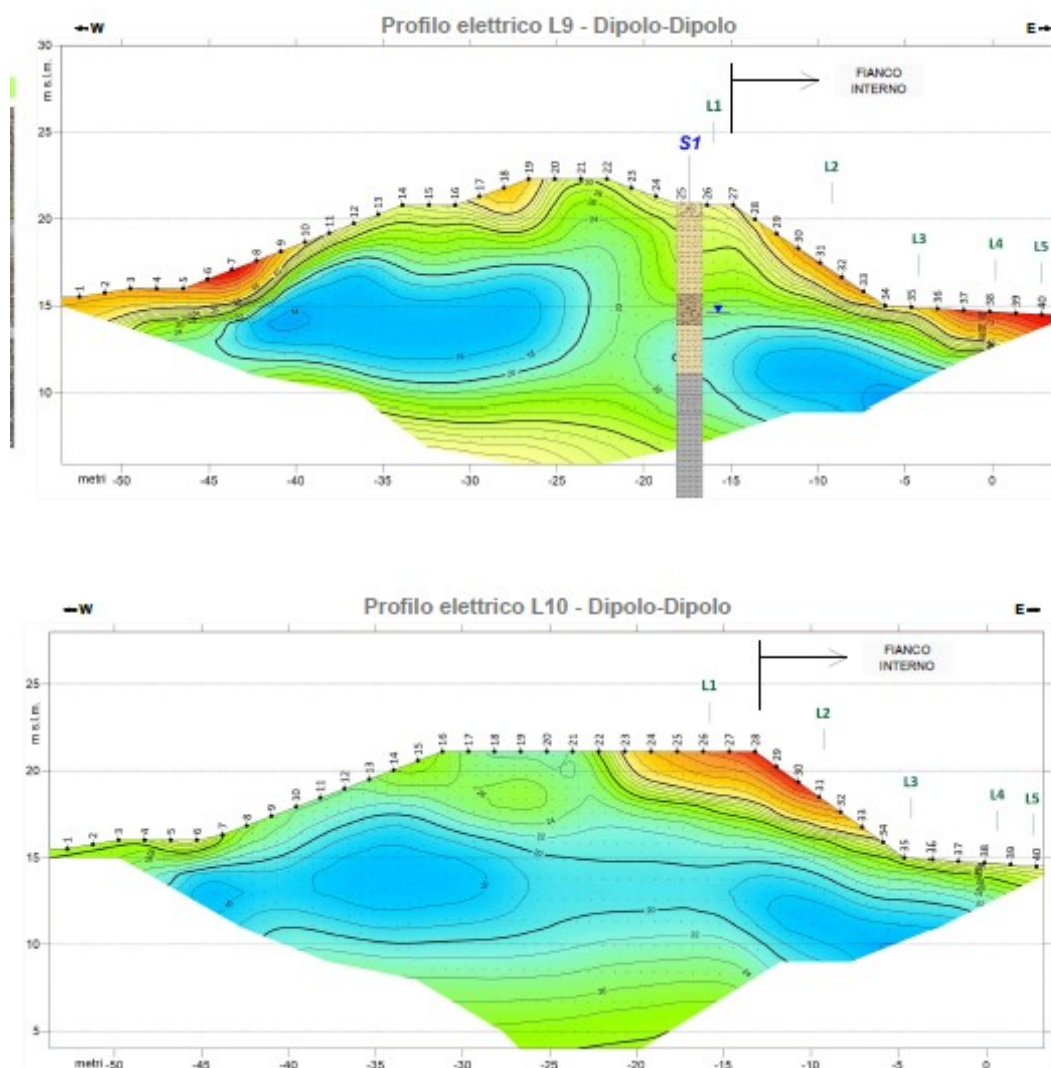 Profilo elettrico L9 - Dipolo-Dipolo
W
E
30
m s.l.m.
25
20
15
10
FIANCO
INTERNO
L1
S1
L2
L3
L4
L5
1 2 3 4 5 6 7 8 9 10 11 12 13 14 15 16 17 18 19 20 21 22 23 24 25 26 27 28 29 30 31 32 33 34 35 36 37 38 39 40
metri -50 -45 -40 -35 -30 -25 -20 -15 -10 -5 0
Profilo elettrico L10 - Dipolo-Dipolo
W
E
m s.l.m.
25
20
15
10
5
FIANCO
INTERNO
L1
L2
L3
L4
L5
1 2 3 4 5 6 7 8 9 10 11 12 13 14 15 16 17 18 19 20 21 22 23 24 25 26 27 28 29 30 31 32 33 34 35 36 37 38 39 40
metri -50 -45 -40 -35 -30 -25 -20 -15 -10 -5 0